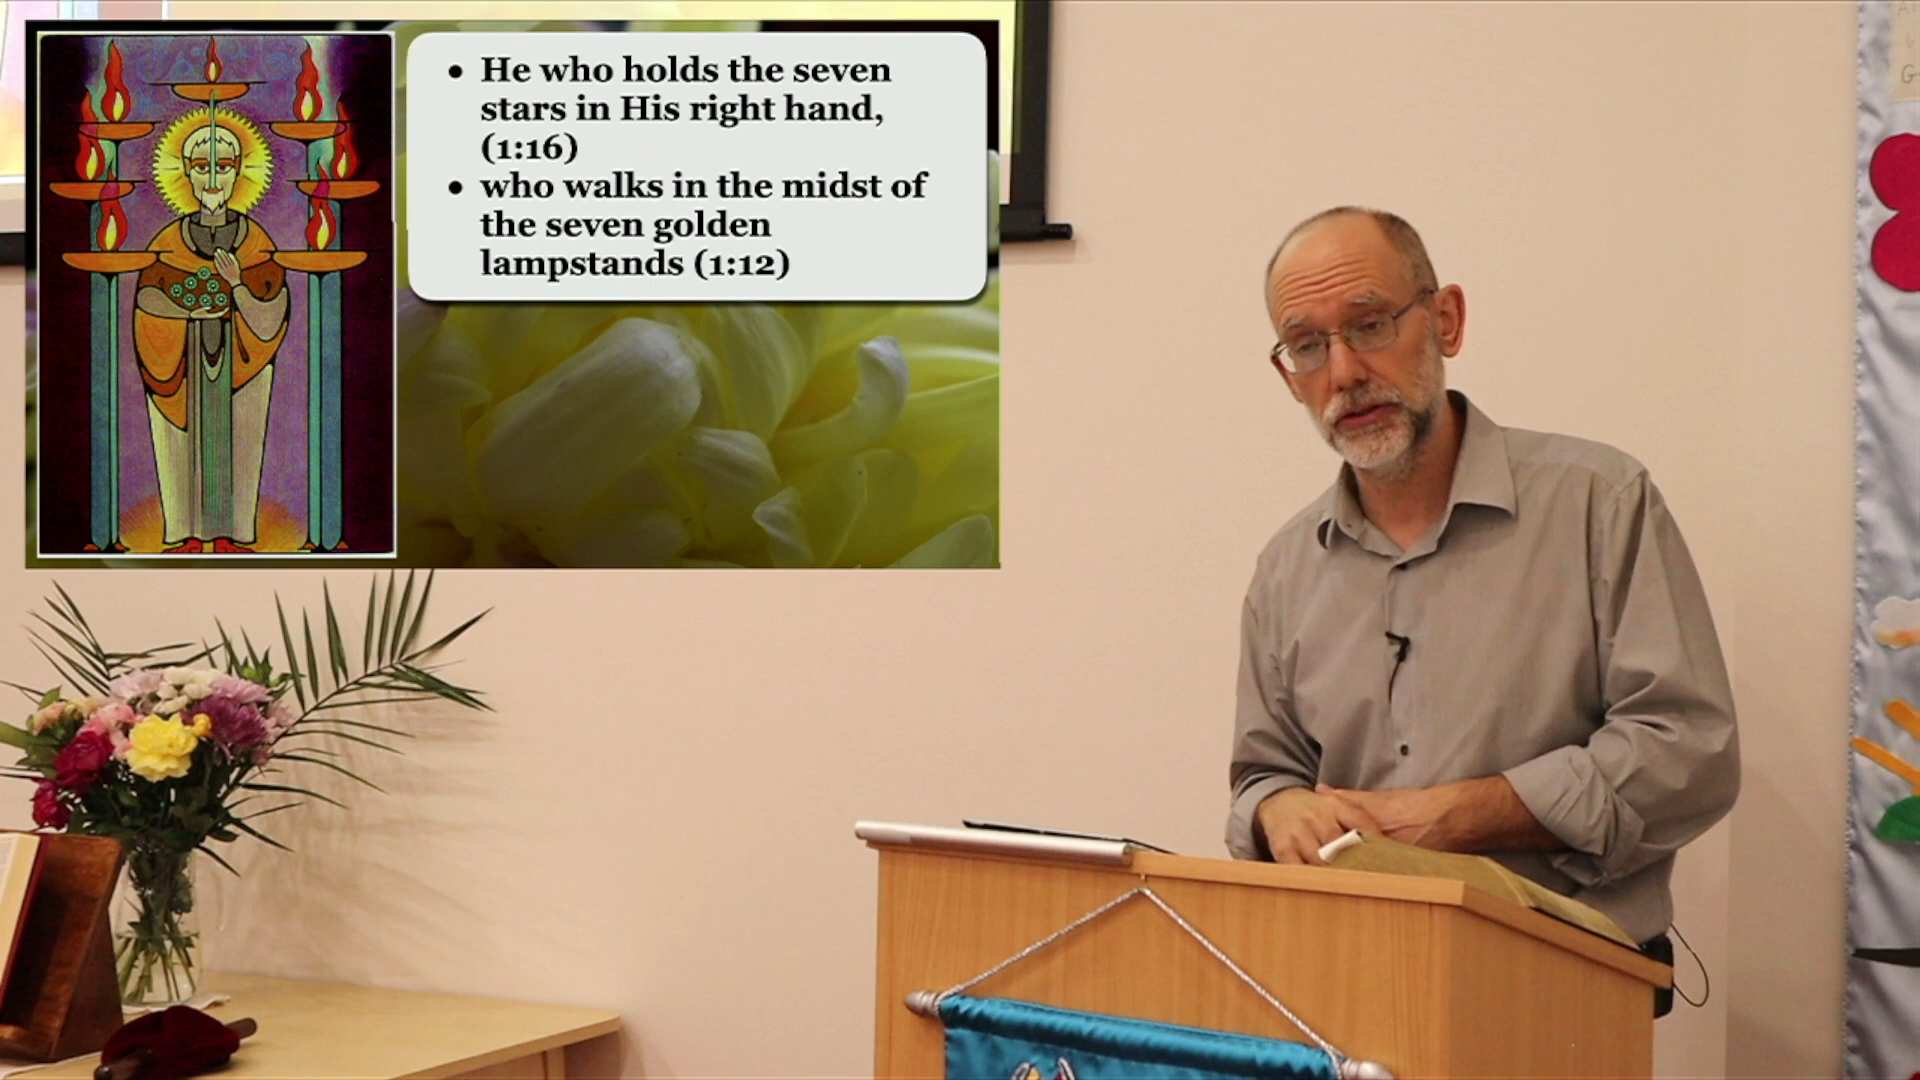 • He who holds the seven
stars in His right hand,
(1:16)
• who walks in the midst of
the seven golden
lampstands (1:12)